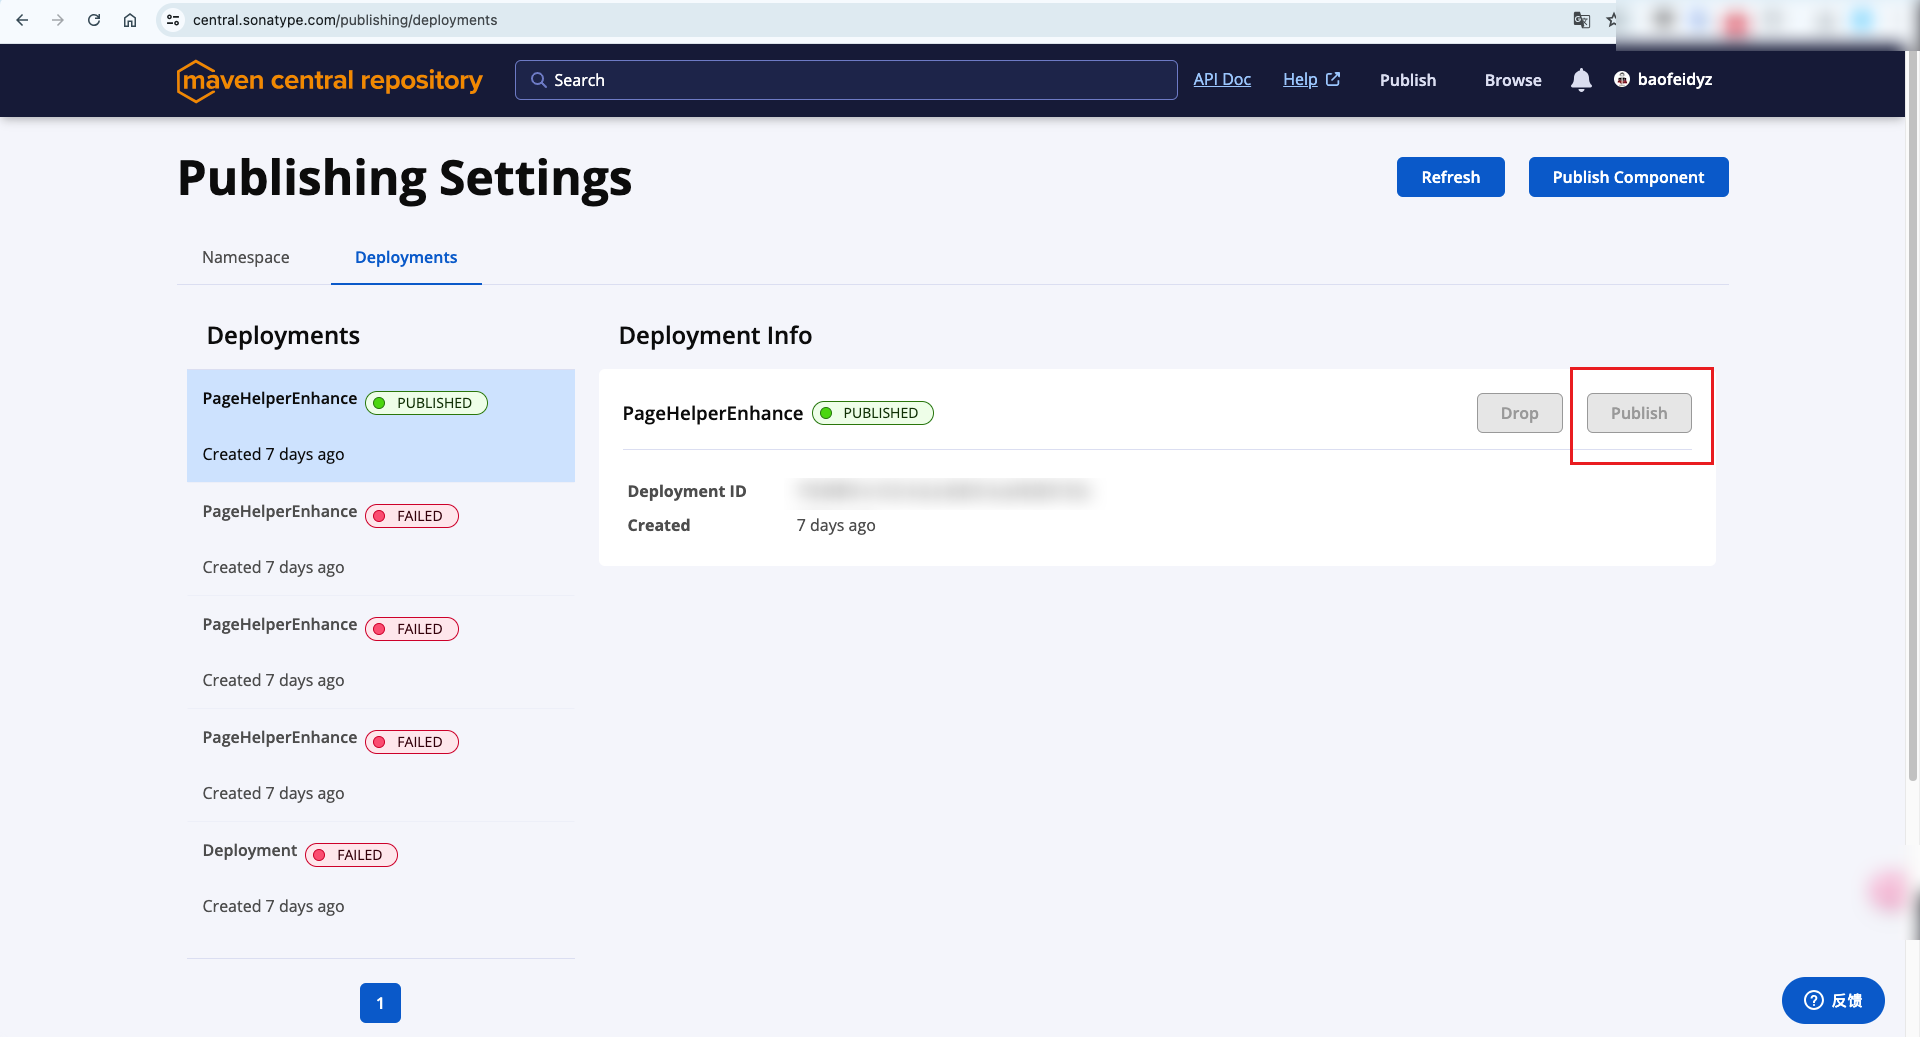 central.sonatype.com/publishing/deployments
maven central repository
Search
API Doc
Help
Publish
Browse
baofeidyz
Publishing Settings
Refresh
Publish Component
Namespace
Deployments
Deployments
PageHelperEnhance
PUBLISHED
Created 7 days ago
PageHelperEnhance
FAILED
Created 7 days ago
PageHelperEnhance
FAILED
Created 7 days ago
PageHelperEnhance
FAILED
Created 7 days ago
Deployment
FAILED
Created 7 days ago
1
Deployment Info
PageHelperEnhance
PUBLISHED
Drop
Publish
Deployment ID
Created
7 days ago
反馈